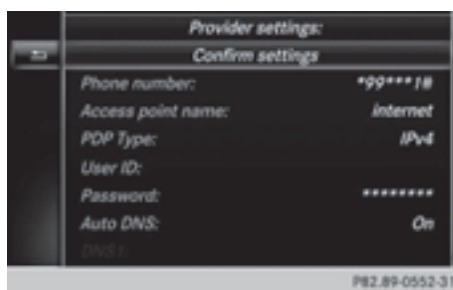 Provider settings:
Confirm settings
Phone number: *99***1#
Access point name: internet
PDP Type: IPv4
User ID:
Password: ********
Auto DNS: On
DNS1:
P82.89-0552-31